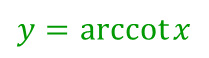 y = arccot x